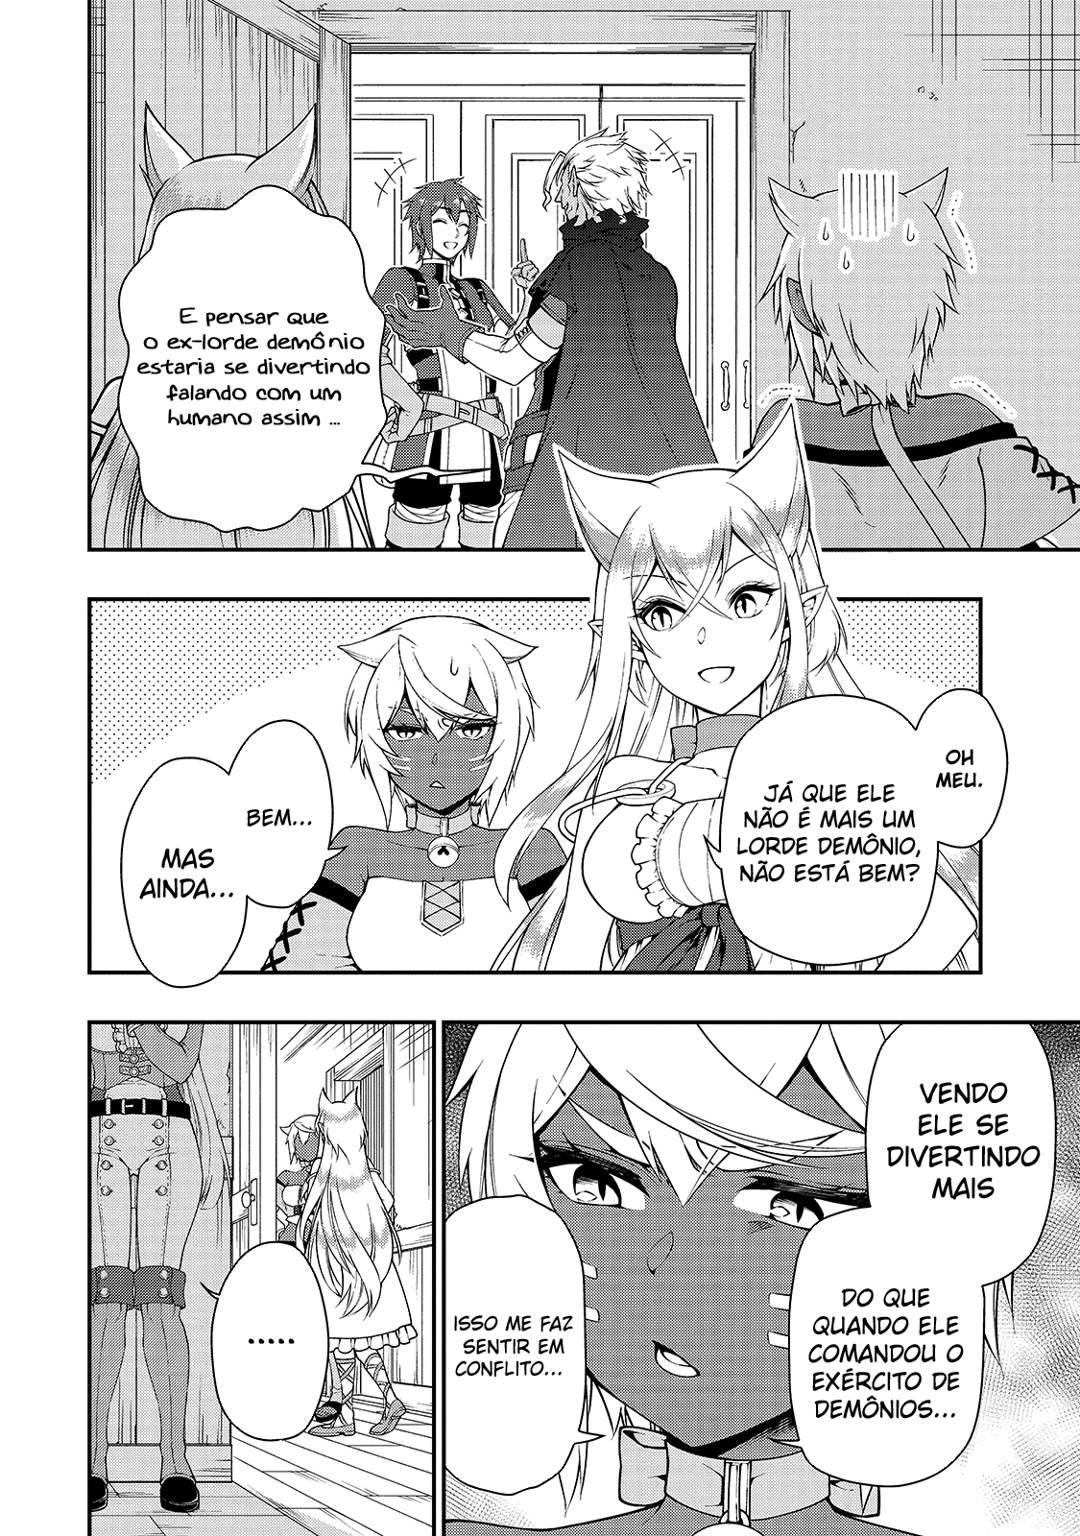 E pensar que
o ex-lorde demônio
estaria se divertindo
falando com um
humano assim ...
OH
MEU.
JÁ QUE ELE
NÃO É MAIS UM
LORDE DEMÔNIO,
NÃO ESTÁ BEM?
BEM...
MAS
AINDA...
VENDO
ELE SE
DIVERTINDO
MAIS
DO QUE
QUANDO ELE
COMANDOU O
EXÉRCITO DE
DEMÔNIOS...
ISSO ME FAZ
SENTIR EM
CONFLITO...
.....